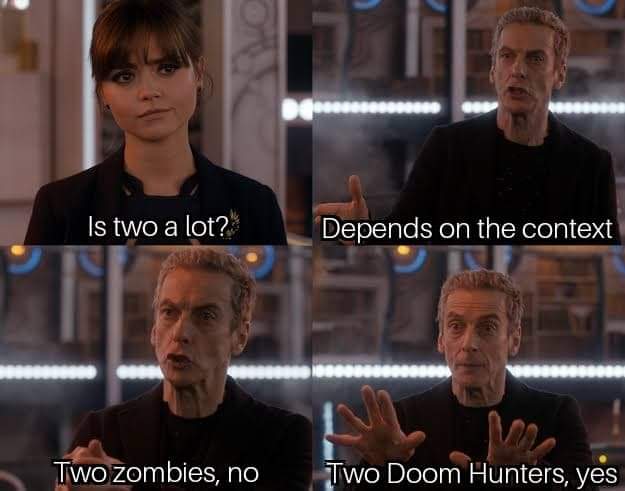 Is two a lot?
Depends on the context
Two zombies, no
Two Doom Hunters, yes